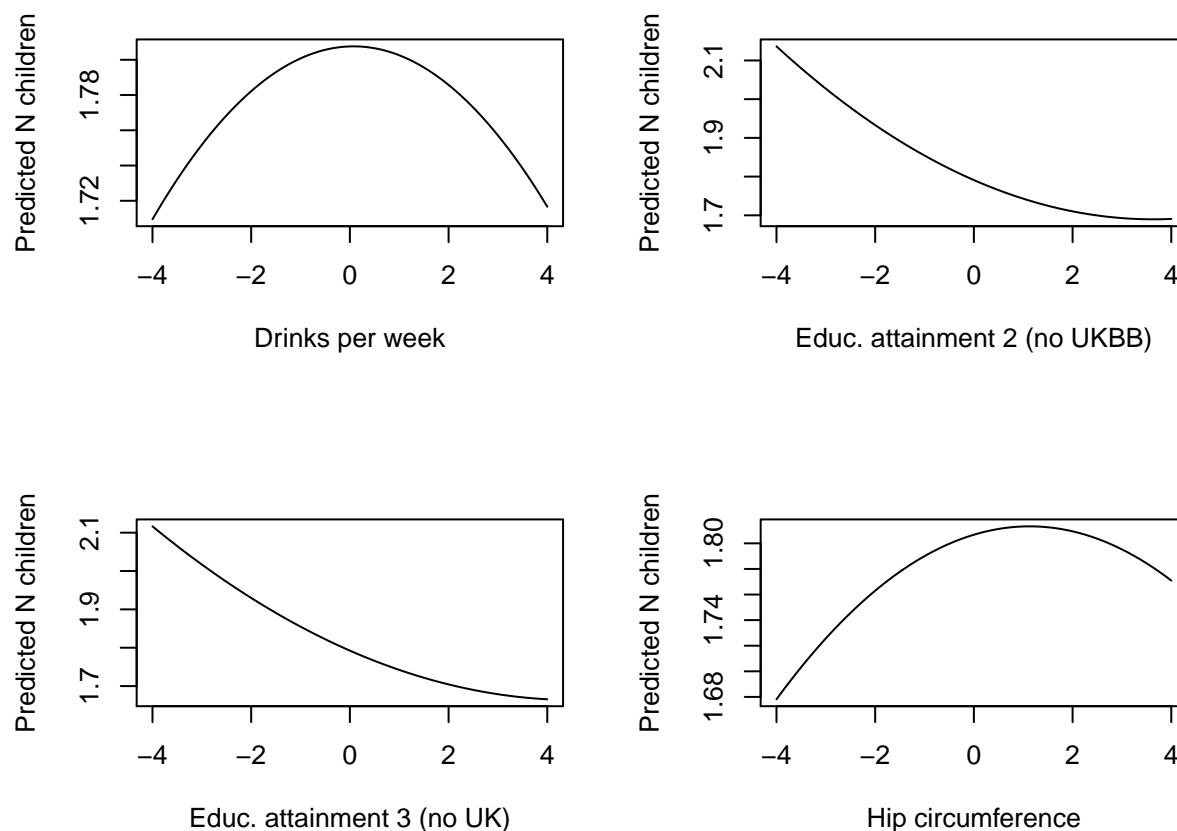 Predicted N children
1.78
1.72
−4 −2 0 2 4
Drinks per week
Predicted N children
2.1
1.9
1.7
−4 −2 0 2 4
Educ. attainment 2 (no UKBB)
Predicted N children
2.1
1.9
1.7
−4 −2 0 2 4
Educ. attainment 3 (no UK)
Predicted N children
1.80
1.74
1.68
−4 −2 0 2 4
Hip circumference